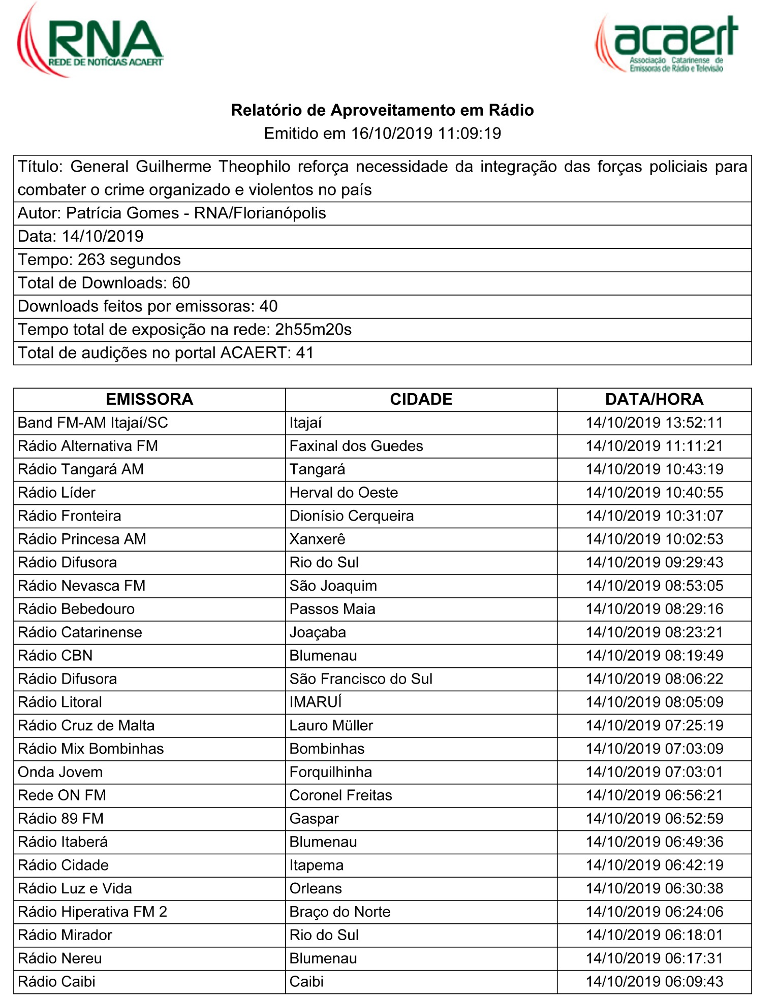 RNA
REDE DE NOTÍCIAS ACAERT
acaert
Associação Catarinense de
Emissoras de Rádio e Televisão
Relatório de Aproveitamento em Rádio
Emitido em 16/10/2019 11:09:19
Título: General Guilherme Theophilo reforça necessidade da integração das forças policiais para
combater o crime organizado e violentos no país
Autor: Patrícia Gomes - RNA/Florianópolis
Data: 14/10/2019
Tempo: 263 segundos
Total de Downloads: 60
Downloads feitos por emissoras: 40
Tempo total de exposição na rede: 2h55m20s
Total de audições no portal ACAERT: 41
EMISSORA CIDADE DATA/HORA
Band FM-AM Itajaí/SC Itajaí 14/10/2019 13:52:11
Rádio Alternativa FM Faxinal dos Guedes 14/10/2019 11:11:21
Rádio Tangará AM Tangará 14/10/2019 10:43:19
Rádio Líder Herval do Oeste 14/10/2019 10:40:55
Rádio Fronteira Dionísio Cerqueira 14/10/2019 10:31:07
Rádio Princesa AM Xanxerê 14/10/2019 10:02:53
Rádio Difusora Rio do Sul 14/10/2019 09:29:43
Rádio Nevasca FM São Joaquim 14/10/2019 08:53:05
Rádio Bebedouro Passos Maia 14/10/2019 08:29:16
Rádio Catarinense Joaçaba 14/10/2019 08:23:21
Rádio CBN Blumenau 14/10/2019 08:19:49
Rádio Difusora São Francisco do Sul 14/10/2019 08:06:22
Rádio Litoral IMARUÍ 14/10/2019 08:05:09
Rádio Cruz de Malta Lauro Müller 14/10/2019 07:25:19
Rádio Mix Bombinhas Bombinhas 14/10/2019 07:03:09
Onda Jovem Forquilhinha 14/10/2019 07:03:01
Rede ON FM Coronel Freitas 14/10/2019 06:56:21
Rádio 89 FM Gaspar 14/10/2019 06:52:59
Rádio Itaberá Blumenau 14/10/2019 06:49:36
Rádio Cidade Itapema 14/10/2019 06:42:19
Rádio Luz e Vida Orleans 14/10/2019 06:30:38
Rádio Hiperativa FM 2 Braço do Norte 14/10/2019 06:24:06
Rádio Mirador Rio do Sul 14/10/2019 06:18:01
Rádio Nereu Blumenau 14/10/2019 06:17:31
Rádio Caibi Caibi 14/10/2019 06:09:43